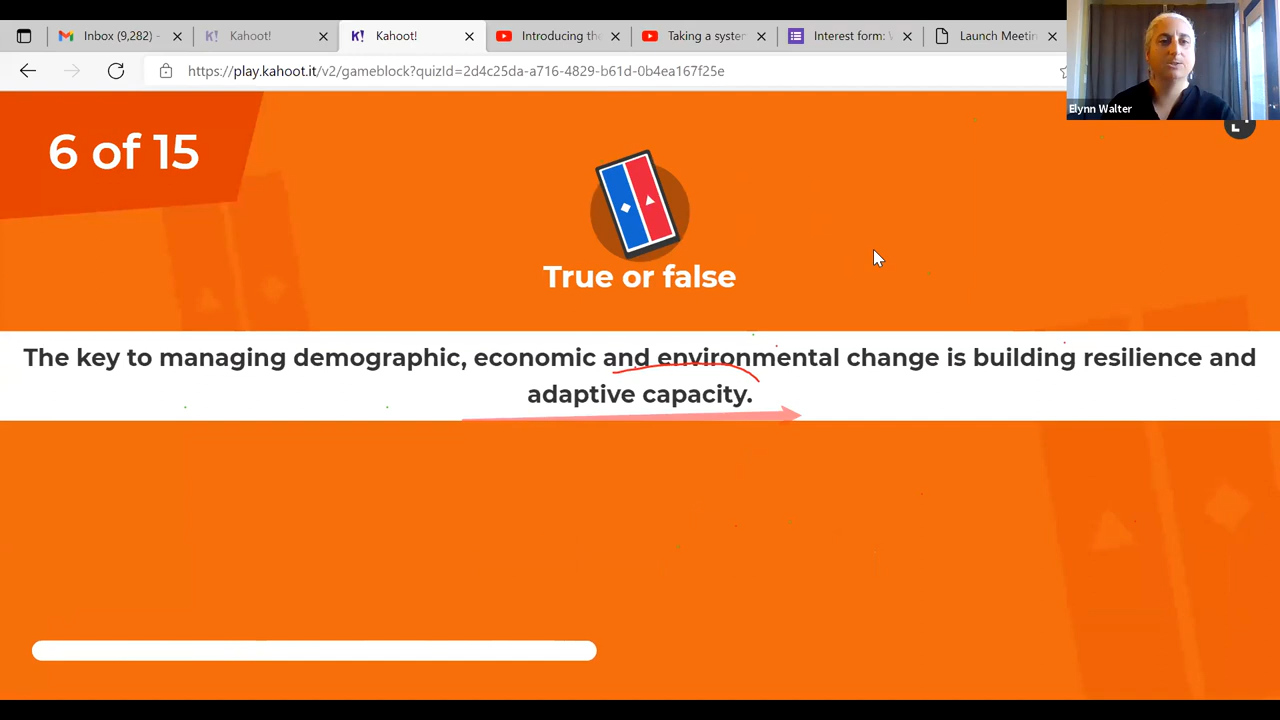 Inbox (9,282) -
Kahoot!
Kahoot!
Introducing the
Taking a system
Interest form: V
Launch Meetin
https://play.kahoot.it/v2/gameblock?quizId=2d4c25da-a716-4829-b61d-0b4ea167f25e
Elynn Walter
6 of 15
True or false
The key to managing demographic, economic and environmental change is building resilience and
adaptive capacity.